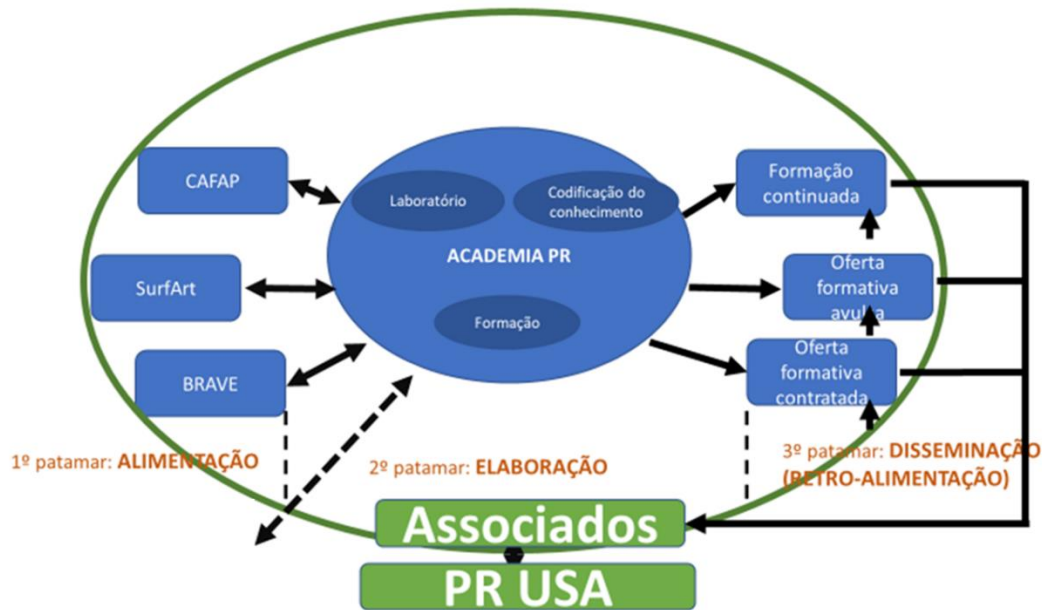 CAFAP
SurfArt
BRAVE
Laboratório
Codificação do
conhecimento
ACADEMIA PR
Formação
Formação
continuada
Oferta
formativa
avulsa
Oferta
formativa
contratada
1º patamar: ALIMENTAÇÃO
2º patamar: ELABORAÇÃO
3º patamar: DISSEMINAÇÃO
(RETRO-ALIMENTAÇÃO)
Associados
PR USA